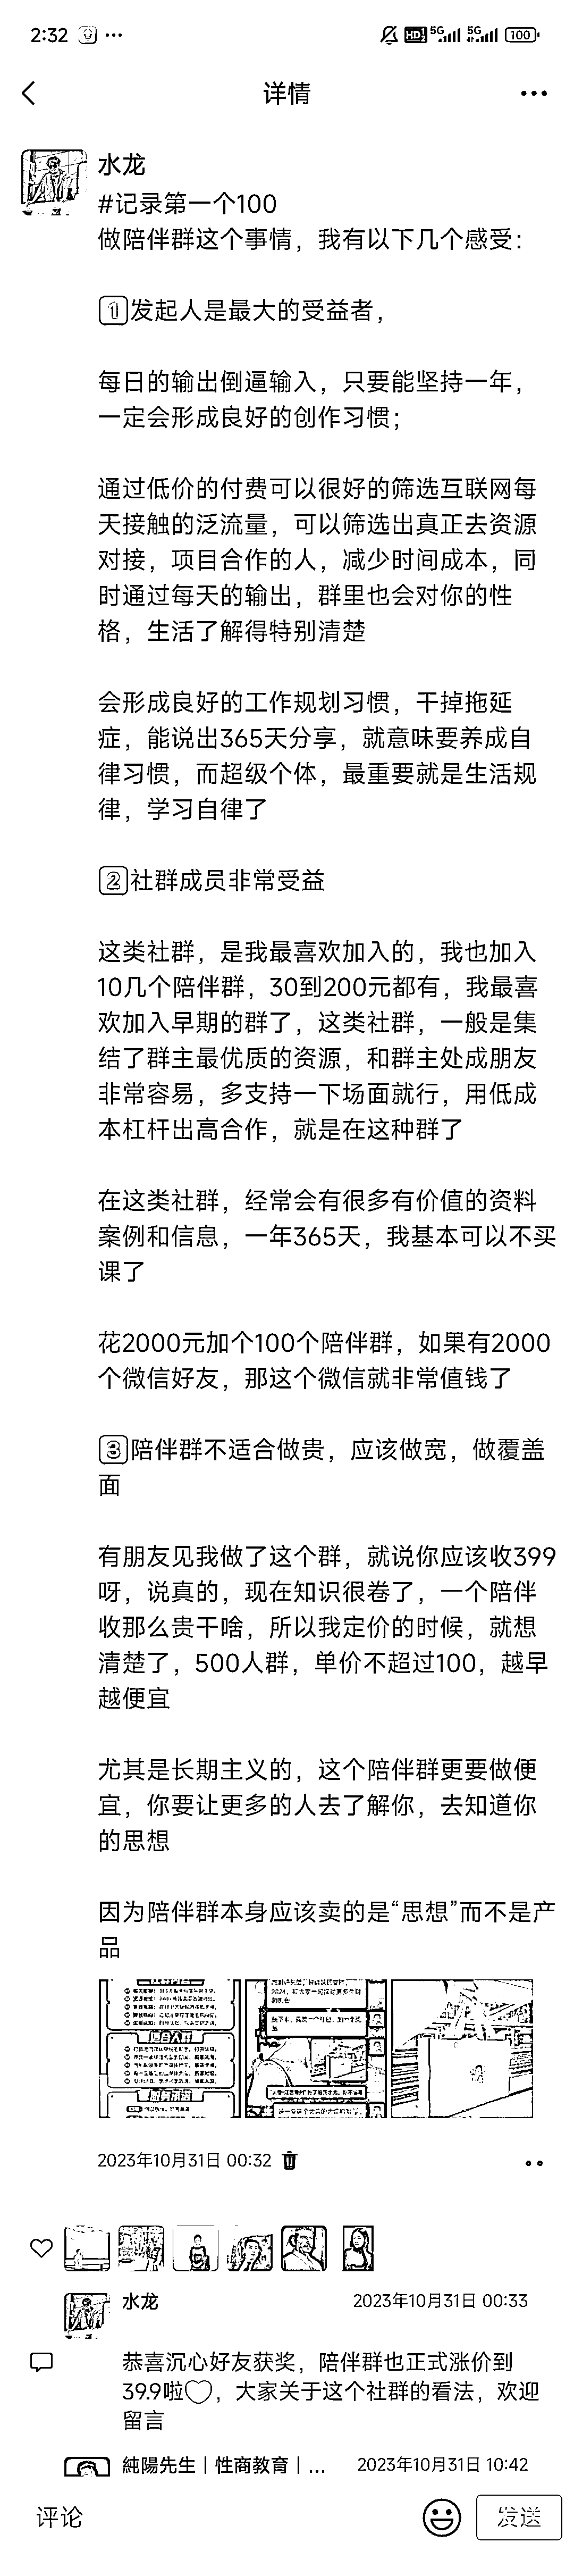 2:32
HD 5G 5G 100
详情
水龙
#记录第一个100
做陪伴群这个事情，我有以下几个感受：
①发起人是最大的受益者，
每日的输出倒逼输入，只要能坚持一年，
一定会形成良好的创作习惯；
通过低价的付费可以很好的筛选互联网每
天接触的泛流量，可以筛选出真正去资源
对接，项目合作的人，减少时间成本，同
时通过每天的输出，群里也会对你的性
格，生活了解得特别清楚
会形成良好的工作规划习惯，干掉拖延
症，能说出365天分享，就意味要养成自
律习惯，而超级个体，最重要就是生活规
律，学习自律了
②社群成员非常受益
这类社群，是我最喜欢加入的，我也加入
10几个陪伴群，30到200元都有，我最喜
欢加入早期的群了，这类社群，一般是集
结了群主最优质的资源，和群主处成朋友
非常容易，多支持一下场面就行，用低成
本杠杆出高合作，就是在这种群了
在这类社群，经常会有很多有价值的资料
案例和信息，一年365天，我基本可以不买
课了
花2000元加个100个陪伴群，如果有2000
个微信好友，那这个微信就非常值钱了
③陪伴群不适合做贵，应该做宽，做覆盖
面
有朋友见我做了这个群，就说你应该收399
呀，说真的，现在知识很卷了，一个陪伴
收那么贵干啥，所以我定价的时候，就想
清楚了，500人群，单价不超过100，越早
越便宜
尤其是长期主义的，这个陪伴群更要做便
宜，你要让更多的人去了解你，去知道你
的思想
因为陪伴群本身应该卖的是“思想”而不是产
品
2023年10月31日 00:32
水龙
2023年10月31日 00:33
恭喜沉心好友获奖，陪伴群也正式涨价到
39.9啦♡，大家关于这个社群的看法，欢迎
留言
純陽先生｜性商教育｜...
2023年10月31日 10:42
评论
发送